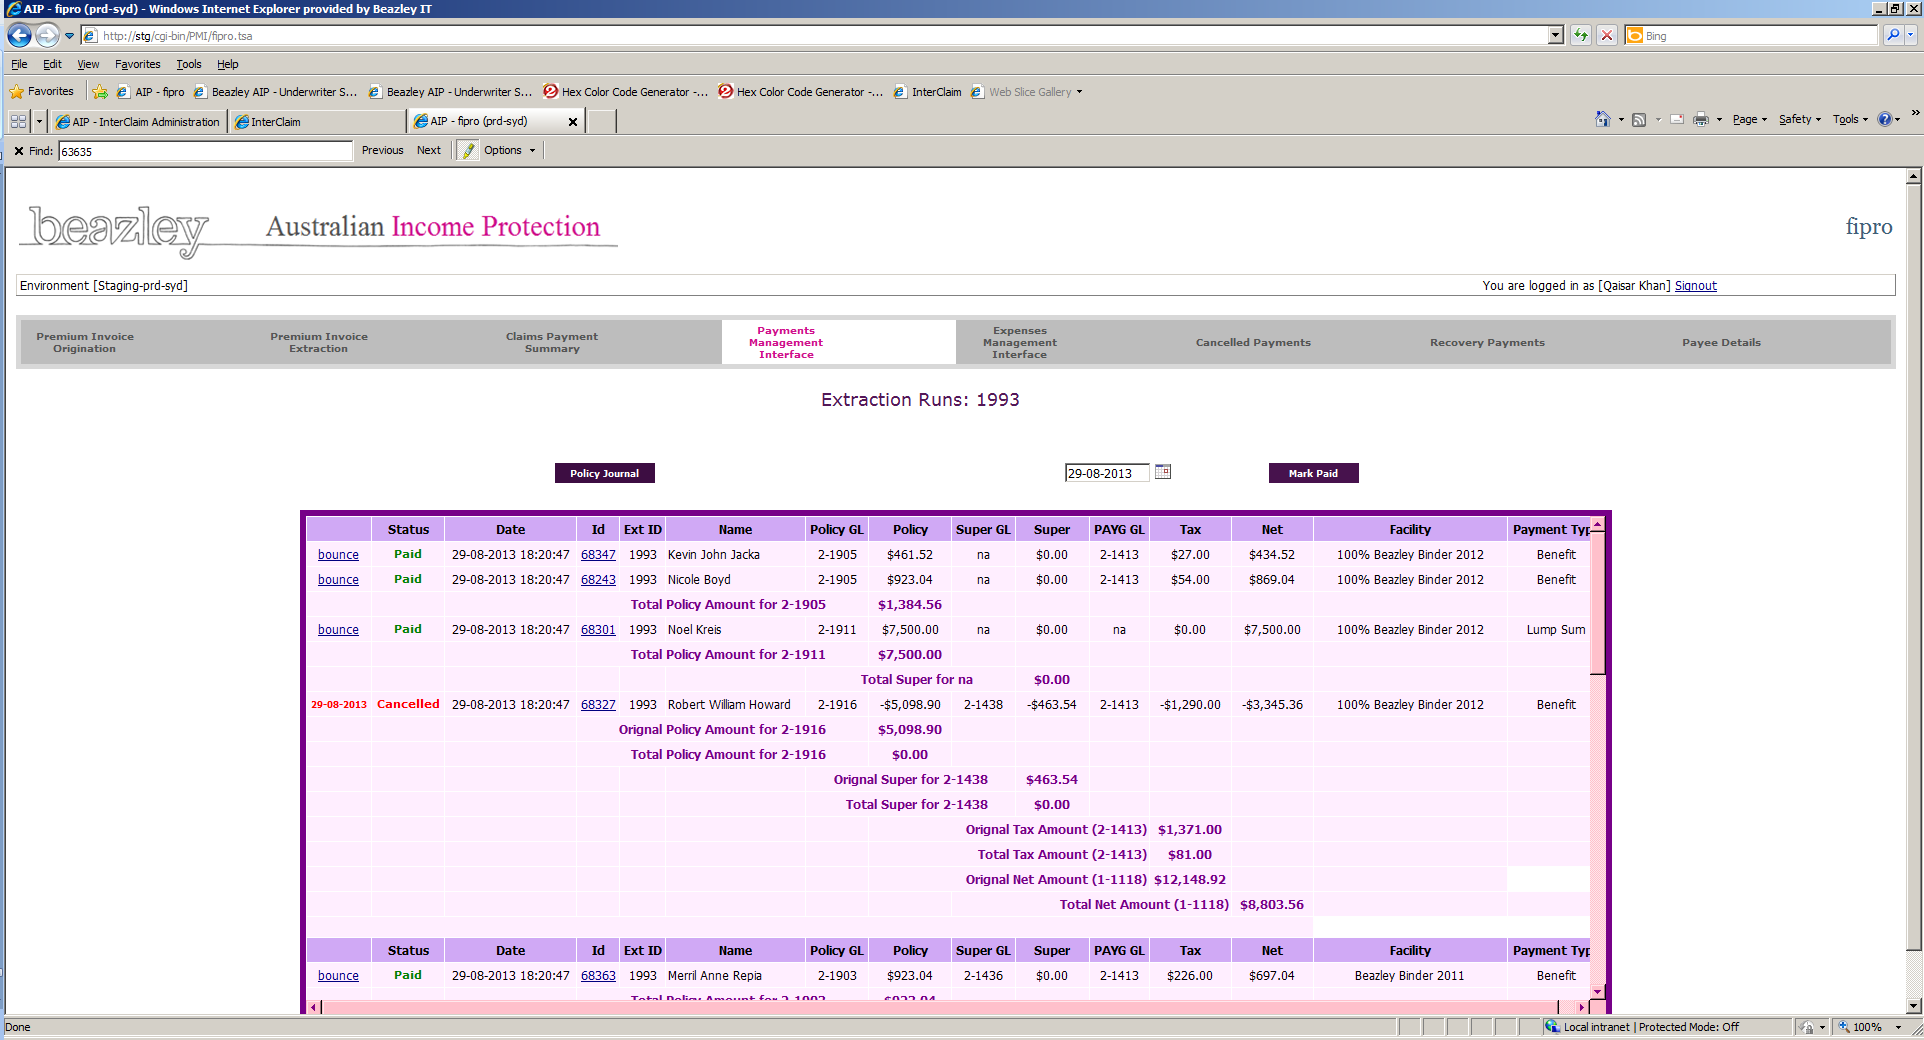 AIP - fipro (prd-syd) - Windows Internet Explorer provided by Beazley IT
http://stg/cgi-bin/PMI/fipro.tsa
Bing
File Edit View Favorites Tools Help
Favorites AIP - fipro Beazley AIP - Underwriter S... Beazley AIP - Underwriter S... Hex Color Code Generator -... Hex Color Code Generator -... InterClaim Web Slice Gallery
AIP - InterClaim Administration InterClaim AIP - fipro (prd-syd) Page Safety Tools
Find: 63635 Previous Next Options
beazley Australian Income Protection fipro
Environment [Staging-prd-syd] You are logged in as [Qaisar Khan] Signout
Premium Invoice Origination Premium Invoice Extraction Claims Payment Summary Payments Management Interface Expenses Management Interface Cancelled Payments Recovery Payments Payee Details
Extraction Runs: 1993
Policy Journal 29-08-2013 Mark Paid
Status Date Id Ext ID Name Policy GL Policy Super GL Super PAYG GL Tax Net Facility Payment Typ
bounce Paid 29-08-2013 18:20:47 68347 1993 Kevin John Jacka 2-1905 $461.52 na $0.00 2-1413 $27.00 $434.52 100% Beazley Binder 2012 Benefit
bounce Paid 29-08-2013 18:20:47 68243 1993 Nicole Boyd 2-1905 $923.04 na $0.00 2-1413 $54.00 $869.04 100% Beazley Binder 2012 Benefit
Total Policy Amount for 2-1905 $1,384.56
bounce Paid 29-08-2013 18:20:47 68301 1993 Noel Kreis 2-1911 $7,500.00 na $0.00 na $0.00 $7,500.00 100% Beazley Binder 2012 Lump Sum
Total Policy Amount for 2-1911 $7,500.00
Total Super for na $0.00
29-08-2013 Cancelled 29-08-2013 18:20:47 68327 1993 Robert William Howard 2-1916 -$5,098.90 2-1438 -$463.54 2-1413 -$1,290.00 -$3,345.36 100% Beazley Binder 2012 Benefit
Orignal Policy Amount for 2-1916 $5,098.90
Total Policy Amount for 2-1916 $0.00
Orignal Super for 2-1438 $463.54
Total Super for 2-1438 $0.00
Orignal Tax Amount (2-1413) $1,371.00
Total Tax Amount (2-1413) $81.00
Orignal Net Amount (1-1118) $12,148.92
Total Net Amount (1-1118) $8,803.56
Status Date Id Ext ID Name Policy GL Policy Super GL Super PAYG GL Tax Net Facility Payment Typ
bounce Paid 29-08-2013 18:20:47 68363 1993 Merril Anne Repia 2-1903 $923.04 2-1436 $0.00 2-1413 $226.00 $697.04 Beazley Binder 2011 Benefit
Total Policy Amount for 2-1903 $923.04
Done Local intranet | Protected Mode: Off 100%